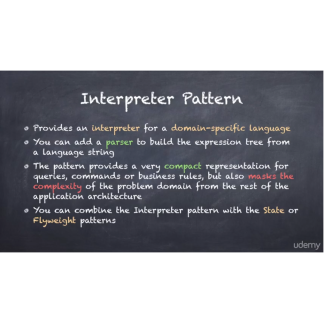 Interpreter Pattern
Provides an interpreter for a domain-specific language
You can add a parser to build the expression tree from
a language string
The pattern provides a very compact representation for
queries, commands or business rules, but also masks the
complexity of the problem domain from the rest of the
application architecture
You can combine the Interpreter pattern with the State or
Flyweight patterns
udemy